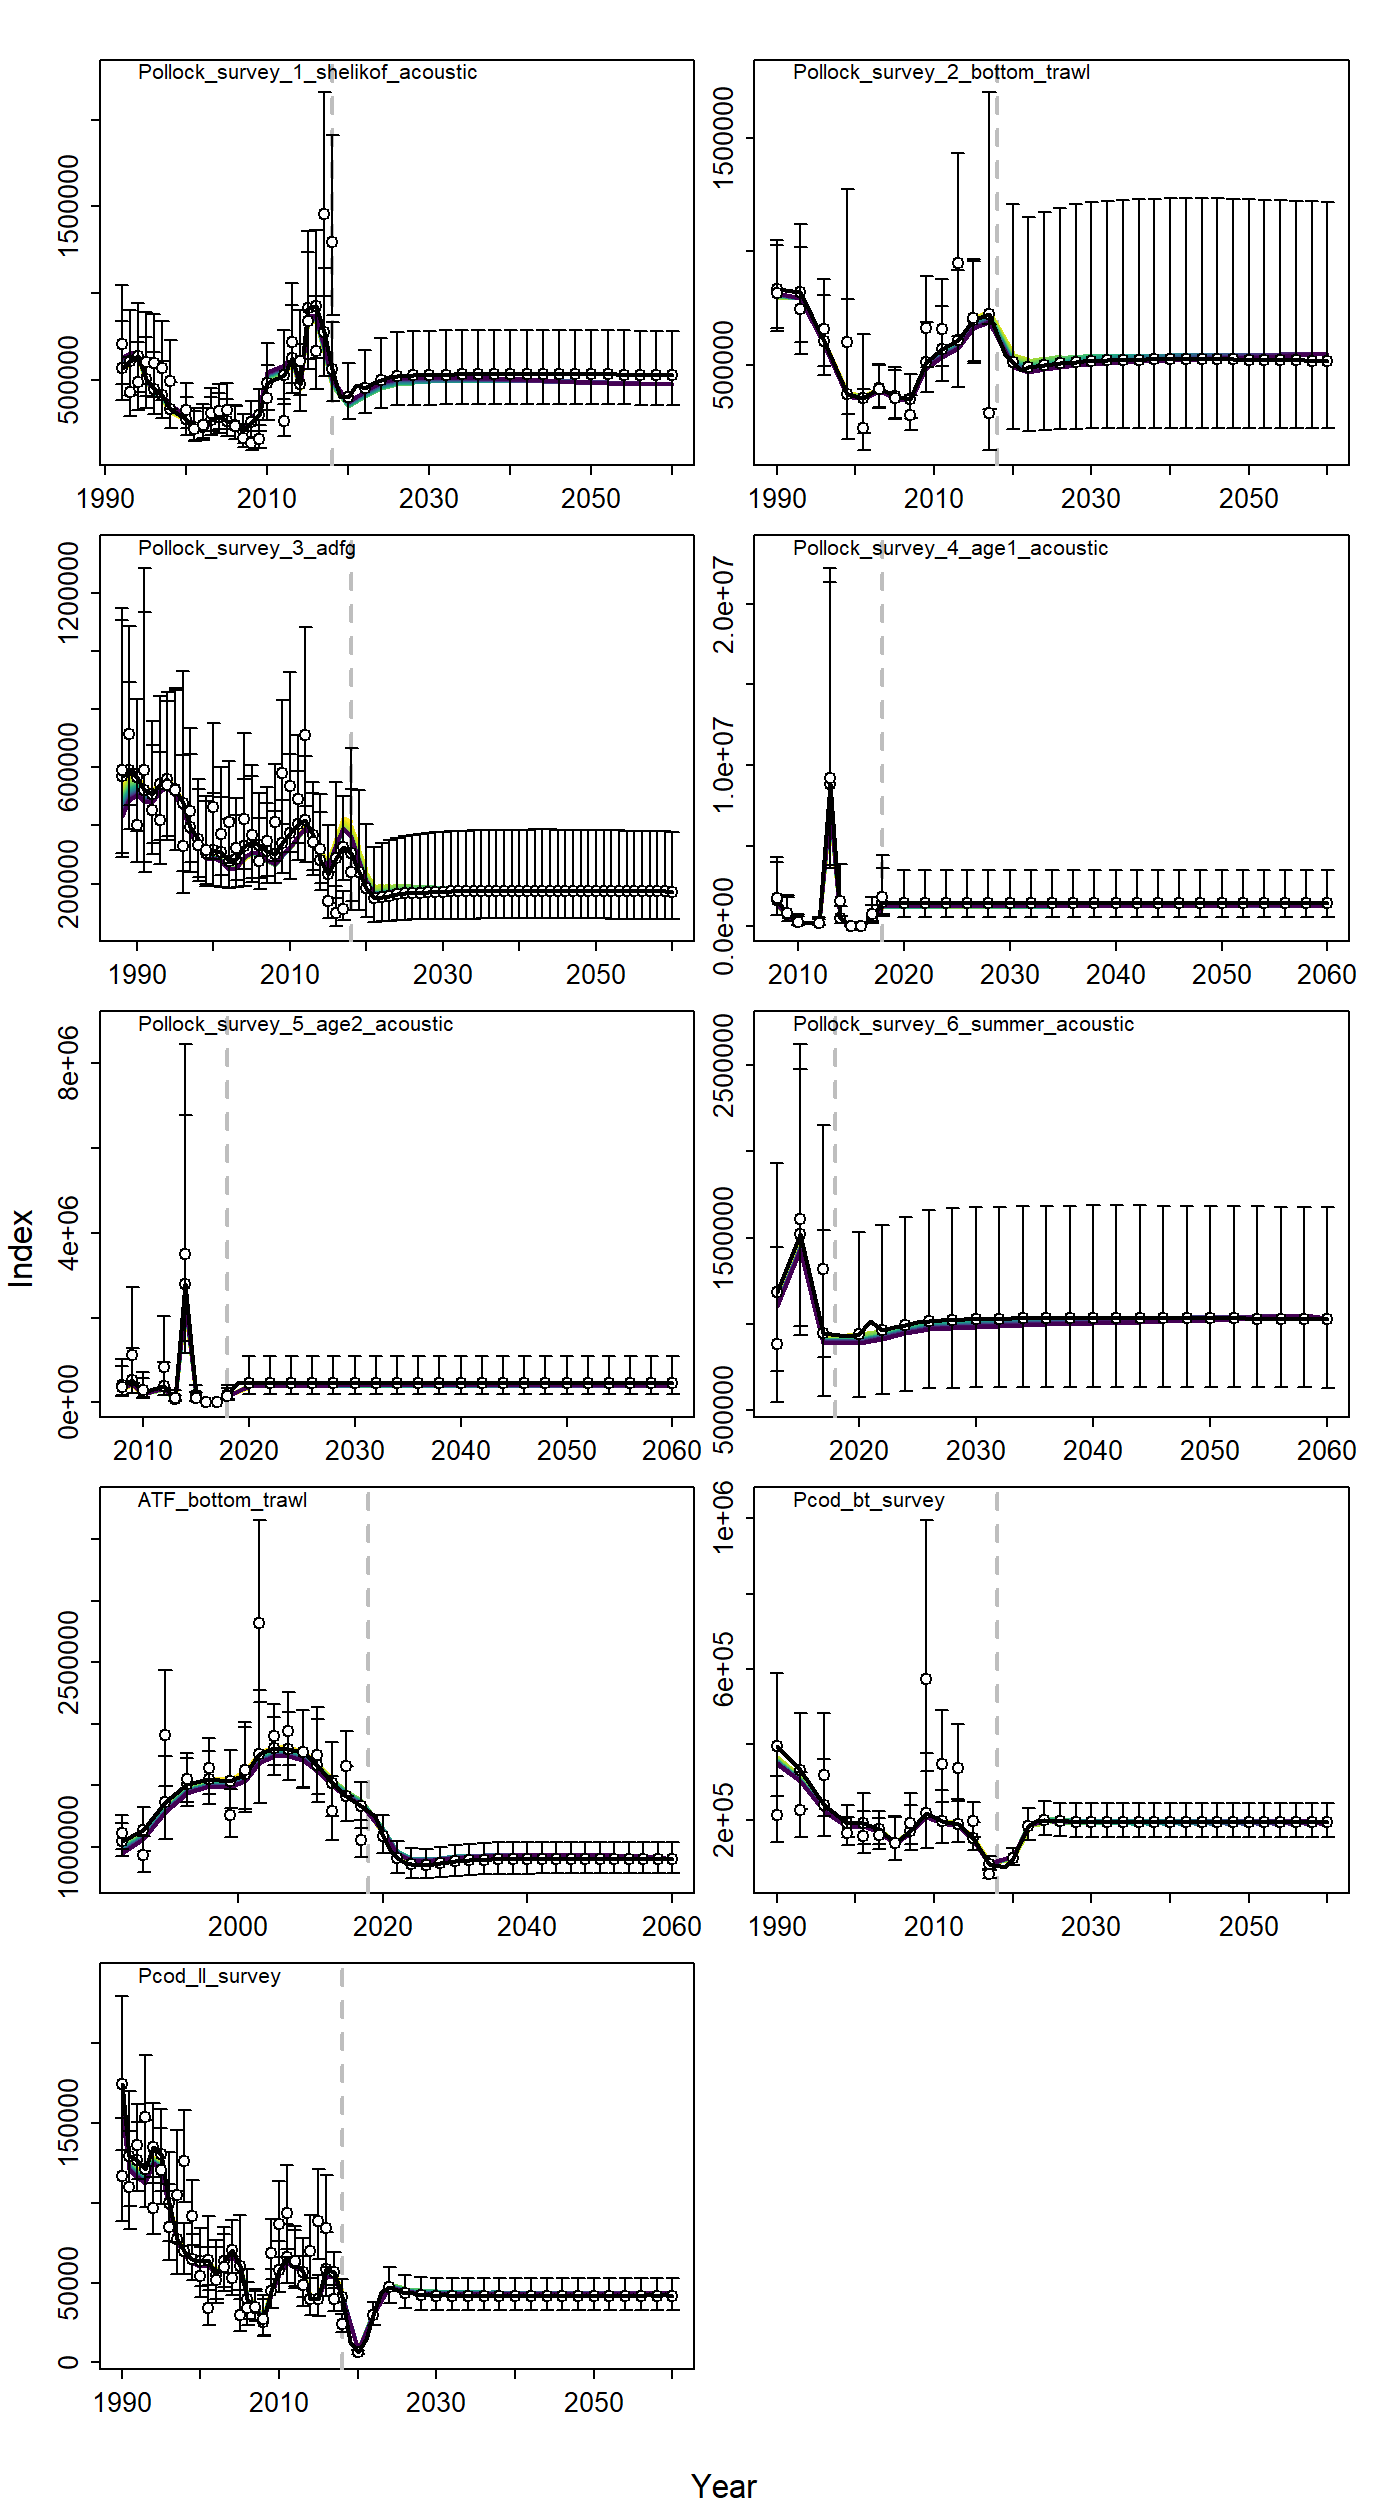 Pollock_survey_1_shelikof_acoustic
500000 1500000
1990 2010 2030 2050
Pollock_survey_2_bottom_trawl
500000 1500000
1990 2010 2030 2050
Pollock_survey_3_adfg
200000 600000 1200000
1990 2010 2030 2050
Pollock_survey_4_age1_acoustic
0.0e+00 1.0e+07 2.0e+07
2010 2020 2030 2040 2050 2060
Pollock_survey_5_age2_acoustic
0e+00 4e+06 8e+06
2010 2020 2030 2040 2050 2060
Pollock_survey_6_summer_acoustic
500000 1500000 2500000
2020 2030 2040 2050 2060
Index
ATF_bottom_trawl
1000000 2500000
2000 2020 2040 2060
Pcod_bt_survey
2e+05 6e+05 1e+06
1990 2010 2030 2050
Pcod_ll_survey
0 50000 150000
1990 2010 2030 2050
Year